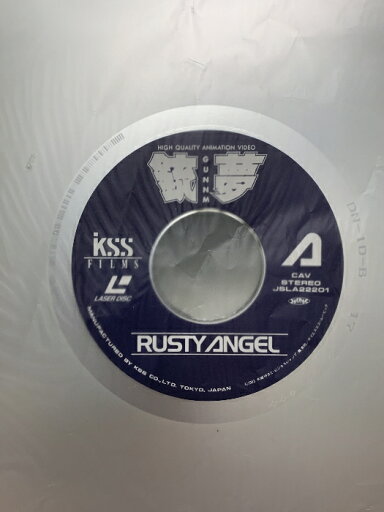 HIGH QUALITY ANIMATION VIDEO
銃夢
GUNNM
KSS
FILMS
LASER DISC
A
CAV
STEREO
JSLA22201
RUSTY ANGEL
MANUFACTURED BY KSS CO., LTD. TOKYO, JAPAN